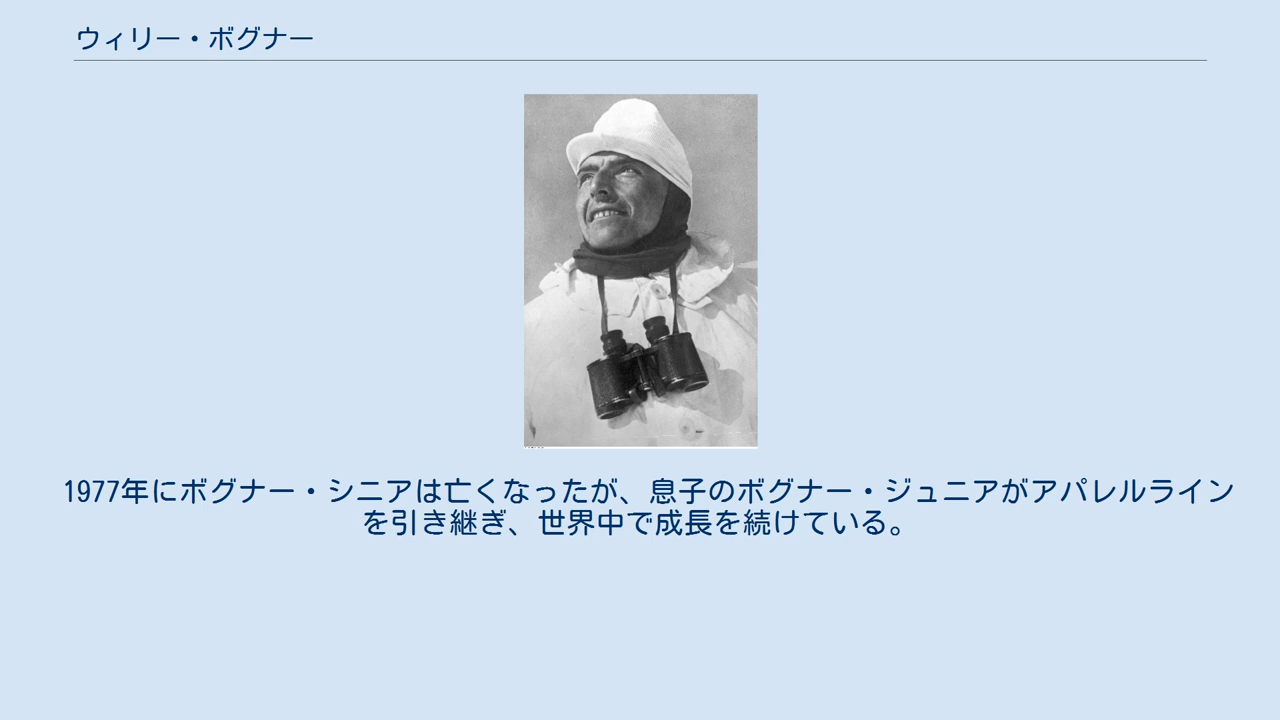 ウィリー・ボグナー
1977年にボグナー・シニアは亡くなったが、息子のボグナー・ジュニアがアパレルライン
を引き継ぎ、世界中で成長を続けている。